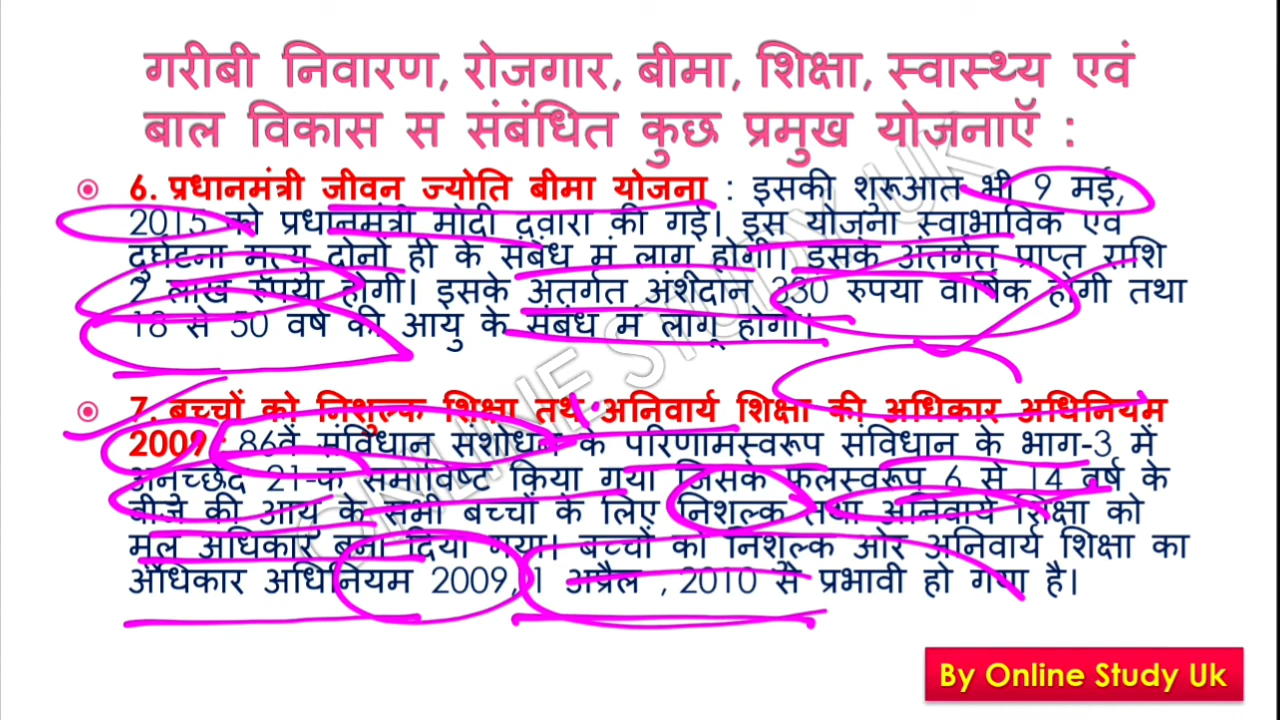 गरीबी निवारण, रोजगार, बीमा, शिक्षा, स्वास्थ्य एवं
बाल विकास स संबंधित कुछ प्रमुख योजनाएॅ :
6. प्रधानमंत्री जीवन ज्योति बीमा योजना : इसकी शुरूआत भी 9 मई,
2015 को प्रधानमंत्री मोदी द्वारा की गई। इस योजना स्वाभाविक एवं
दुर्घटना मत्यु दोनों ही के संबंध में लागू होगी। इसके अंतर्गत प्राप्त राशि
2 लाख रूपया होगी। इसके अंतर्गत अंशदान 330 रुपया वार्षिक होगी तथा
18 से 50 वर्ष की आयु के संबंध में लागू होगी।
7. बच्चों को निशुल्क शिक्षा तथा अनिवार्य शिक्षा की अधिकार अधिनियम
2009 : 86वें संविधान संशोधन के परिणामस्वरूप संविधान के भाग-3 में
अनुच्छेद 21-क समाविष्ट किया गया जिसके फलस्वरूप 6 से 14 वर्ष के
की आयु के सभी बच्चों के लिए निशुल्क तथा अनिवार्य शिक्षा को
मूल अधिकार बना दिया गया। बच्चों को निशुल्क और अनिवार्य शिक्षा का
अधिकार अधिनियम 2009, 1 अप्रैल , 2010 से प्रभावी हो गया है।
ONLINE STUDY UK
By Online Study Uk